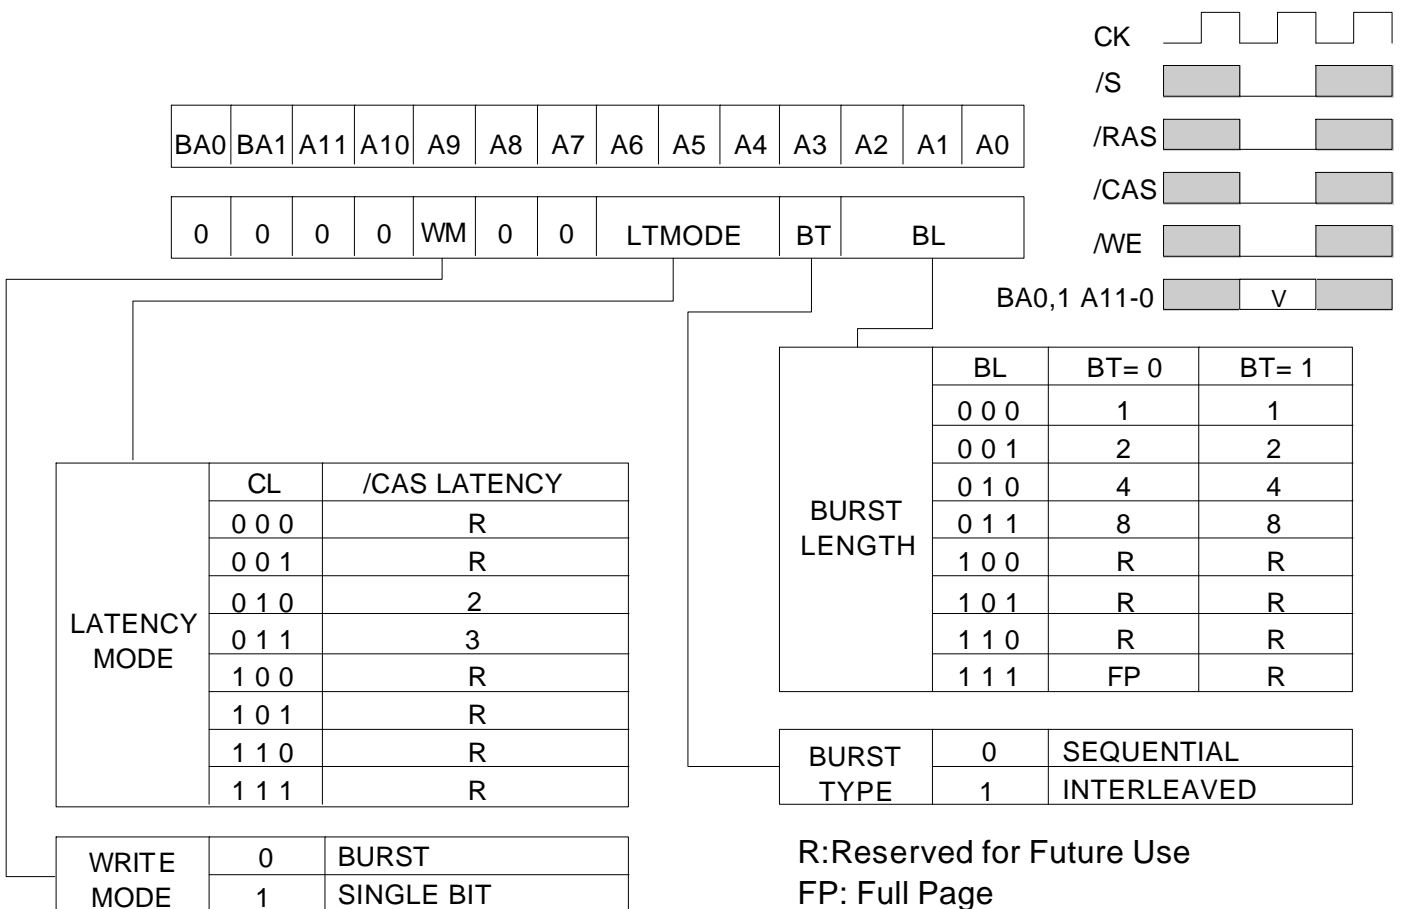 CK
/S
/RAS
/CAS
/WE
BA0,1 A11-0 V
BA0 BA1 A11 A10 A9 A8 A7 A6 A5 A4 A3 A2 A1 A0
0 0 0 0 WM 0 0 LTMODE BT BL
LATENCY
MODE
CL /CAS LATENCY
0 0 0 R
0 0 1 R
0 1 0 2
0 1 1 3
1 0 0 R
1 0 1 R
1 1 0 R
1 1 1 R
WRITE
MODE
0 BURST
1 SINGLE BIT
BURST
LENGTH
BL BT= 0 BT= 1
0 0 0 1 1
0 0 1 2 2
0 1 0 4 4
0 1 1 8 8
1 0 0 R R
1 0 1 R R
1 1 0 R R
1 1 1 FP R
BURST
TYPE
0 SEQUENTIAL
1 INTERLEAVED
R:Reserved for Future Use
FP: Full Page